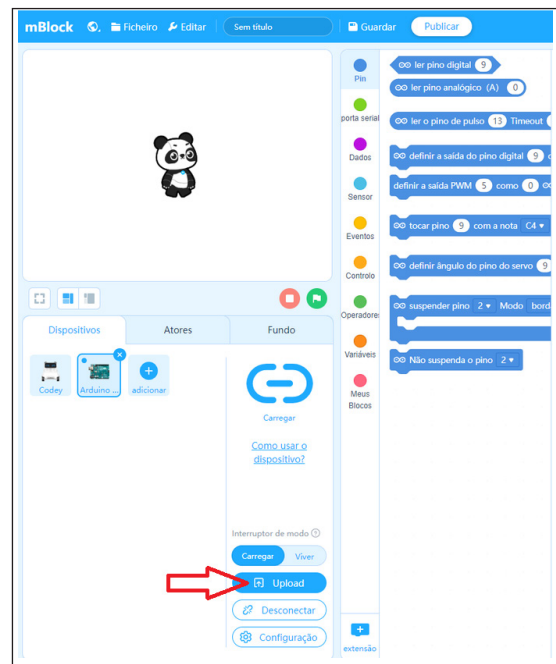 mBlock Ficheiro Editar Sem título Guardar Publicar
Pin
porta serial
Dados
Sensor
Eventos
Controlo
Operadore
Variáveis
Meus
Blocos
extensão
ler pino digital 9
ler pino analógico (A) 0
ler o pino de pulso 13 Timeout
definir a saída do pino digital 9
definir a saída PWM 5 como 0
tocar pino 9 com a nota C4
definir ângulo do pino do servo 9
suspender pino 2 Modo bord
Não suspenda o pino 2
Dispositivos Atores Fundo
Codey Arduino ... adicionar
Carregar
Como usar o
dispositivo?
Interruptor de modo ?
Carregar Viver
Upload
Desconectar
Configuração